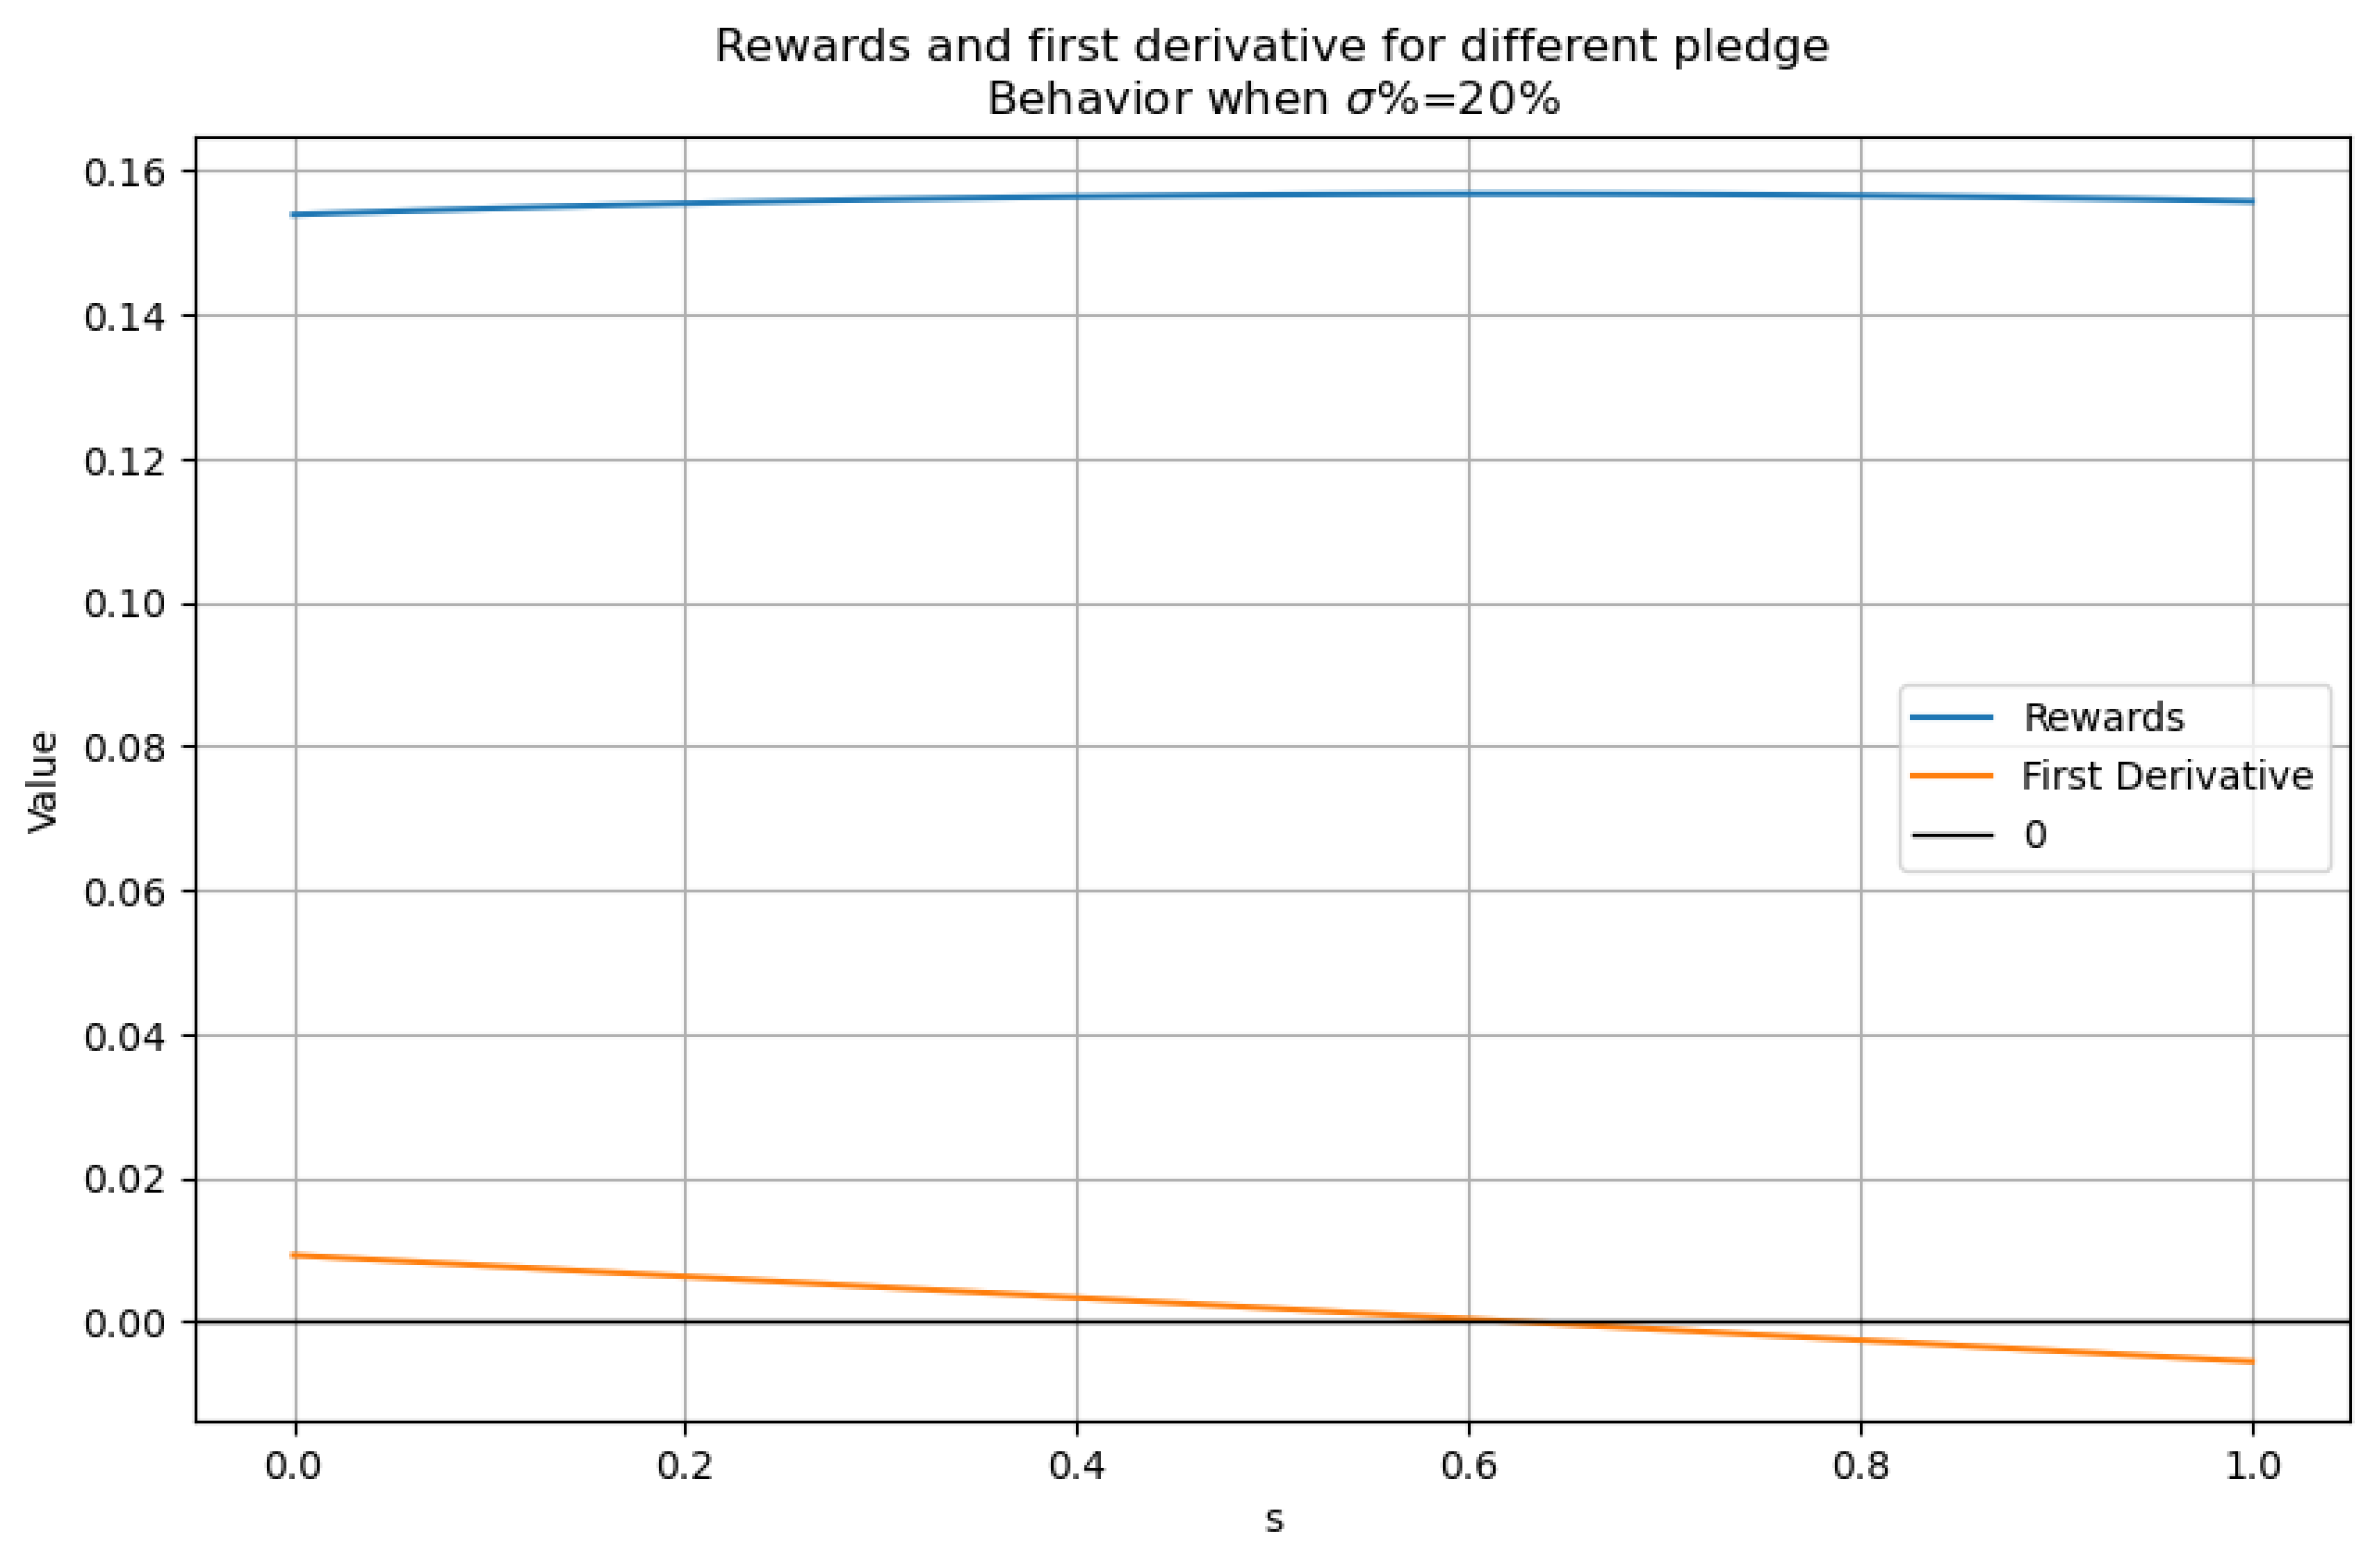 Rewards and first derivative for different pledge
Behavior when σ%=20%
0.16
0.14
0.12
0.10
0.08
0.06
0.04
0.02
0.00
Value
Rewards
First Derivative
0
0.0 0.2 0.4 0.6 0.8 1.0
s